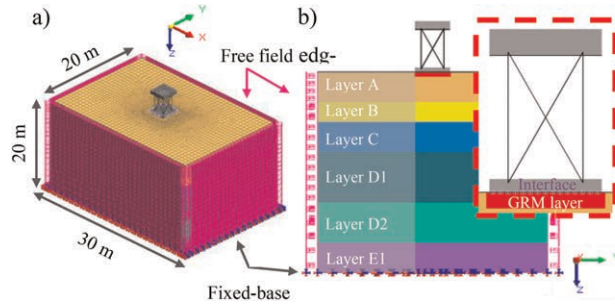 a)
Y
X
Z
20 m
Free field edg-
20 m
30 m
Fixed-base
b)
Layer A
Layer B
Layer C
Layer D1
Layer D2
Layer E1
Interface
GRM layer
Y
Z